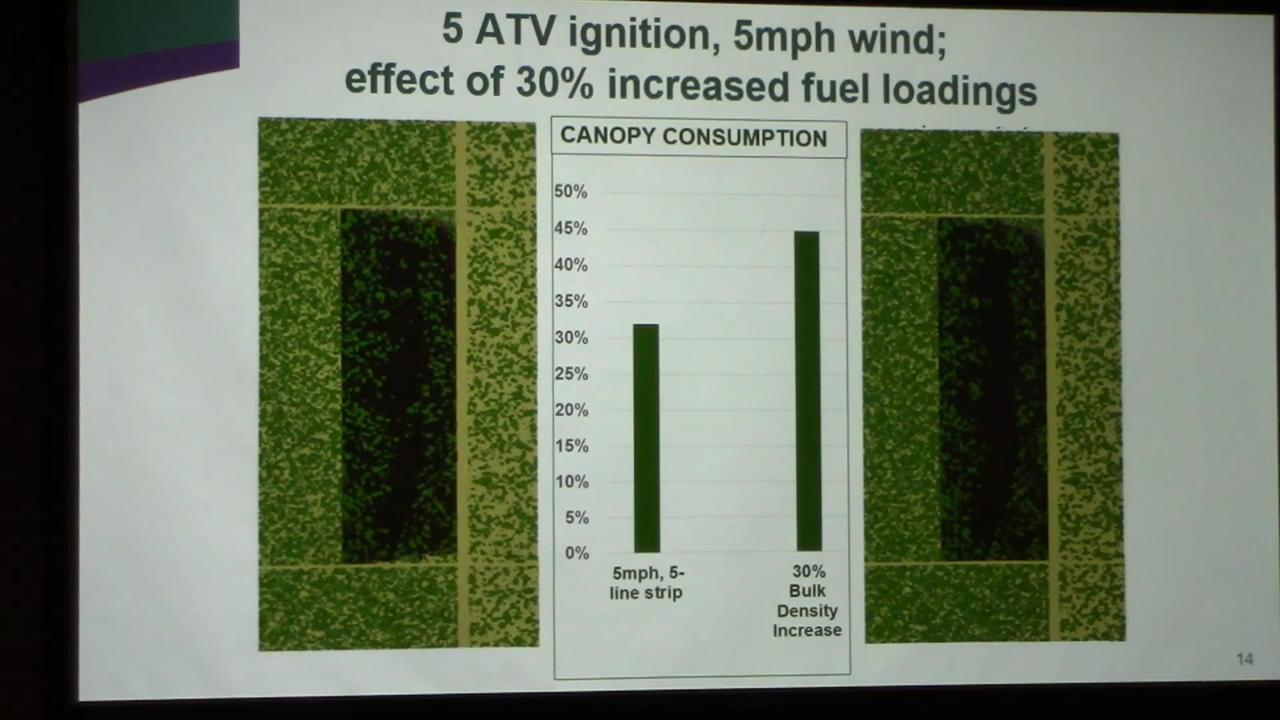 5 ATV ignition, 5mph wind;
effect of 30% increased fuel loadings
CANOPY CONSUMPTION
50%
45%
40%
35%
30%
25%
20%
15%
10%
5%
0%
5mph, 5-
line strip
30%
Bulk
Density
Increase
14